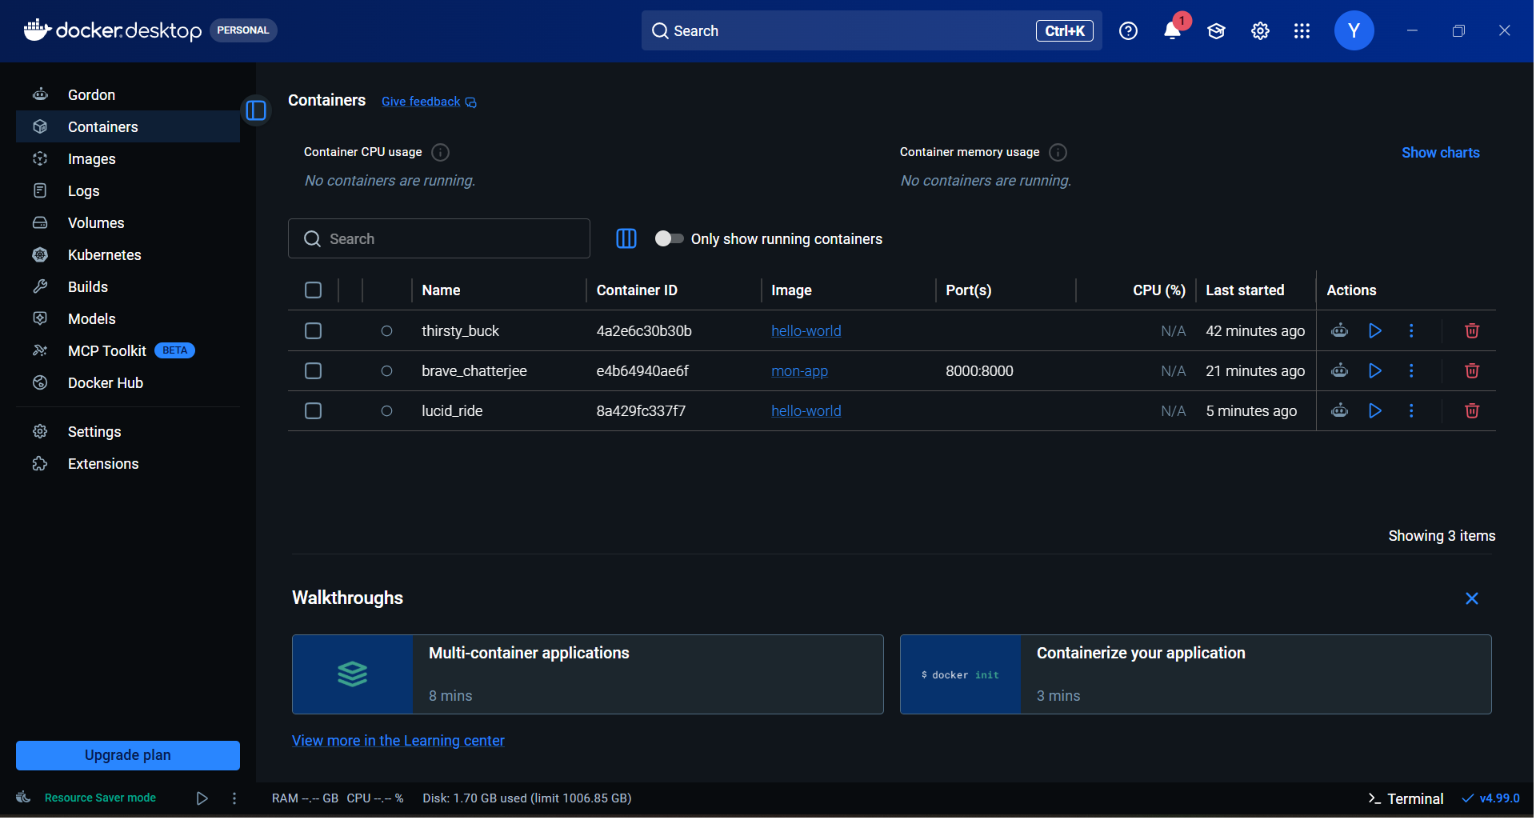 docker.desktop PERSONAL Search Ctrl+K 1 Y
Gordon
Containers
Images
Logs
Volumes
Kubernetes
Builds
Models
MCP Toolkit BETA
Docker Hub
Settings
Extensions
Upgrade plan
Containers Give feedback
Container CPU usage
No containers are running.
Container memory usage
No containers are running.
Show charts
Search Only show running containers
Name Container ID Image Port(s) CPU (%) Last started Actions
thirsty_buck 4a2e6c30b30b hello-world N/A 42 minutes ago
brave_chatterjee e4b64940ae6f mon-app 8000:8000 N/A 21 minutes ago
lucid_ride 8a429fc337f7 hello-world N/A 5 minutes ago
Showing 3 items
Walkthroughs
Multi-container applications
8 mins
$ docker init
Containerize your application
3 mins
View more in the Learning center
Resource Saver mode RAM --.-- GB CPU --.-- % Disk: 1.70 GB used (limit 1006.85 GB) Terminal v4.99.0